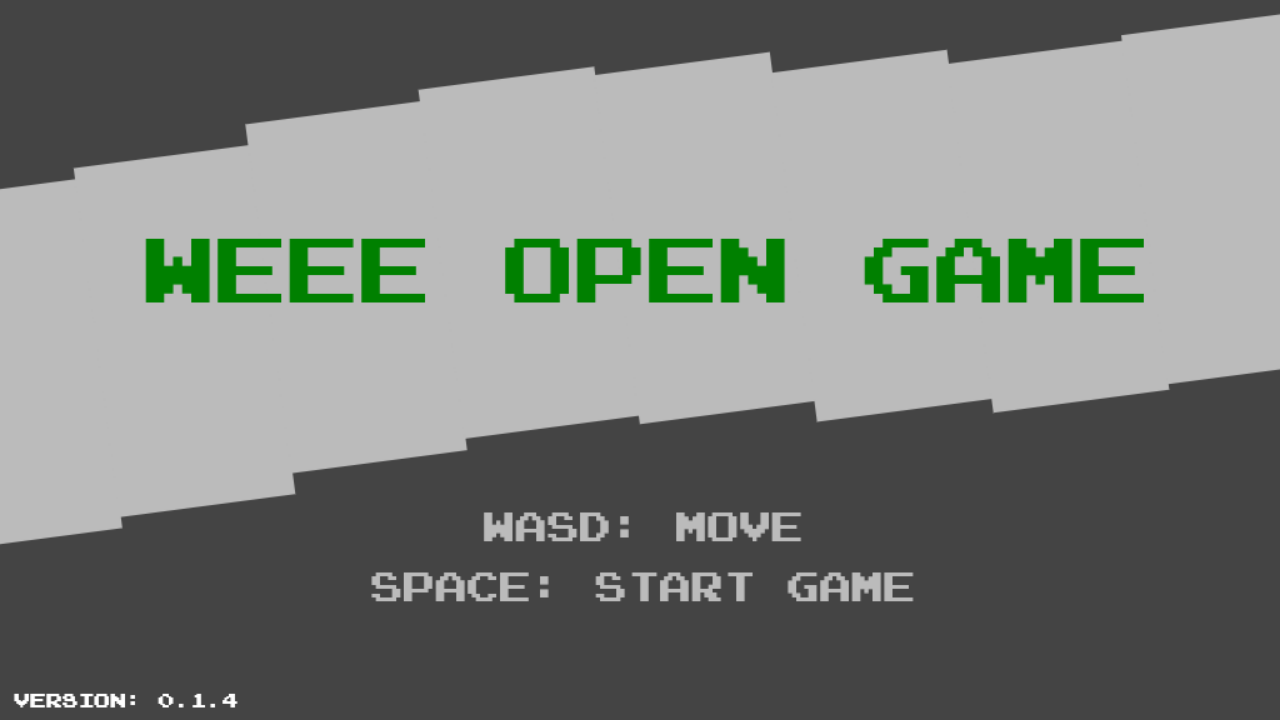 WEEE OPEN GAME
WASD: MOVE
SPACE: START GAME
VERSION: 0.1.4